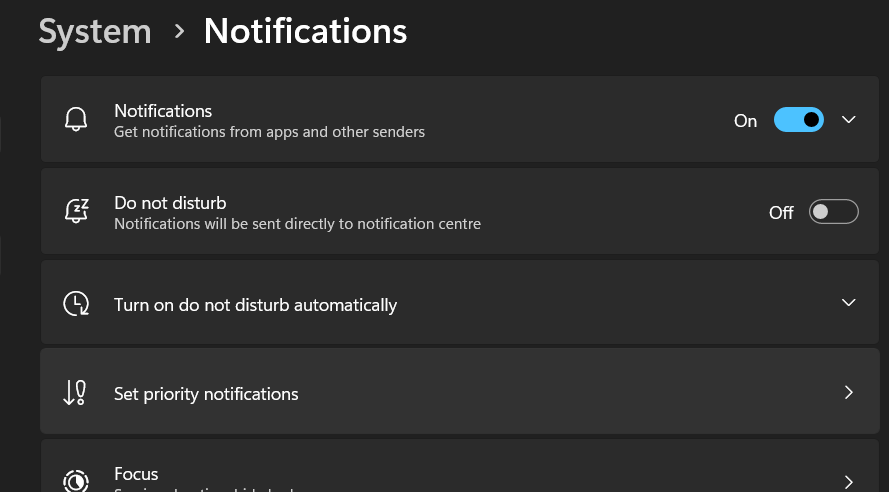 System > Notifications
Notifications
Get notifications from apps and other senders
On
Do not disturb
Notifications will be sent directly to notification centre
Off
Turn on do not disturb automatically
Set priority notifications
Focus